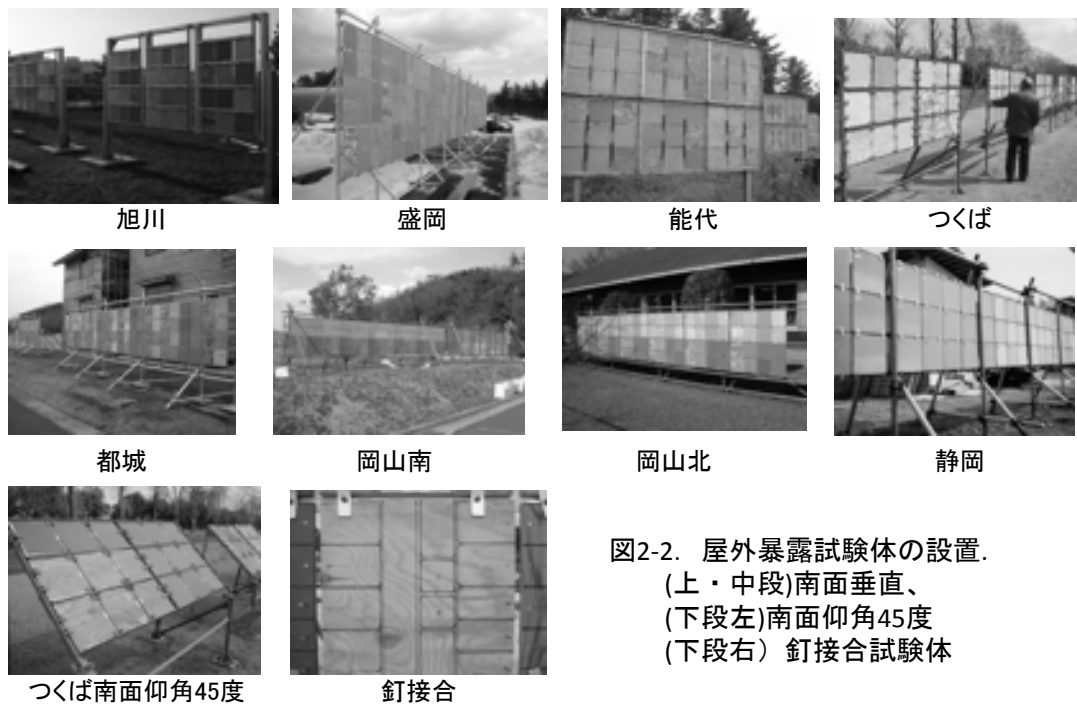 旭川
盛岡
能代
つくば
都城
岡山南
岡山北
静岡
つくば南面仰角45度
釘接合
図2-2. 屋外暴露試験体の設置.
(上・中段)南面垂直、
(下段左)南面仰角45度
(下段右）釘接合試験体